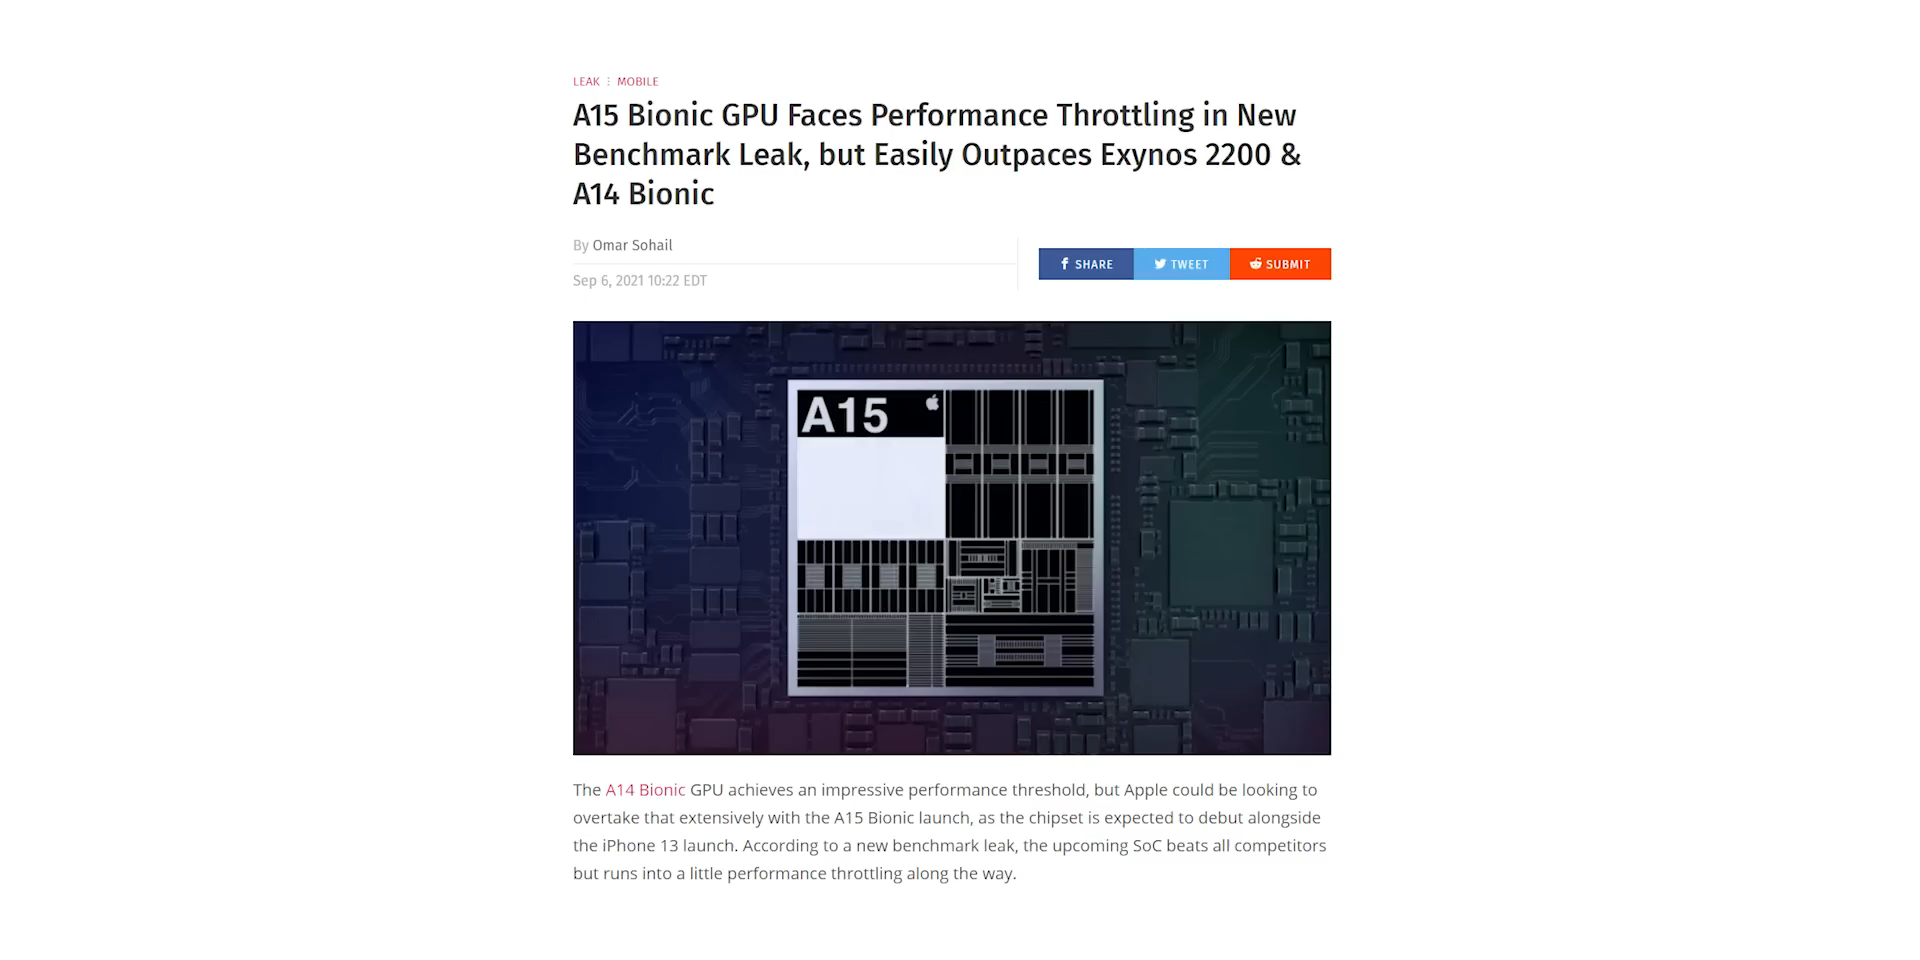 LEAK ⋮ MOBILE
A15 Bionic GPU Faces Performance Throttling in New
Benchmark Leak, but Easily Outpaces Exynos 2200 &
A14 Bionic
By Omar Sohail
SHARE TWEET SUBMIT
Sep 6, 2021 10:22 EDT
A15
The A14 Bionic GPU achieves an impressive performance threshold, but Apple could be looking to
overtake that extensively with the A15 Bionic launch, as the chipset is expected to debut alongside
the iPhone 13 launch. According to a new benchmark leak, the upcoming SoC beats all competitors
but runs into a little performance throttling along the way.